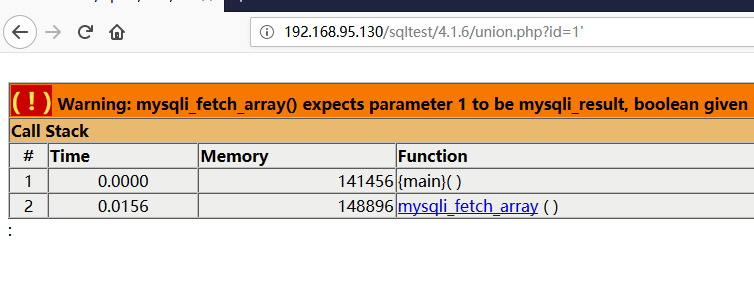 192.168.95.130/sqltest/4.1.6/union.php?id=1'
( ! ) Warning: mysqli_fetch_array() expects parameter 1 to be mysqli_result, boolean given
Call Stack
# Time Memory Function
1 0.0000 141456 {main}( )
2 0.0156 148896 mysqli_fetch_array ( )
: